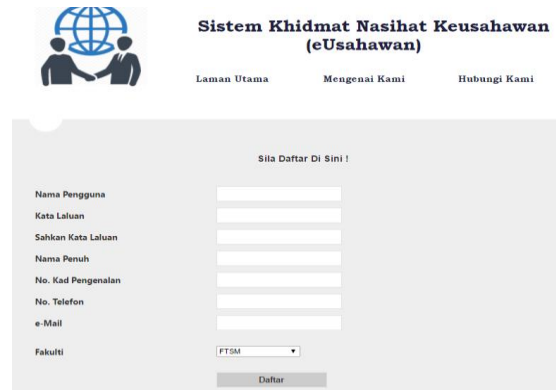 Sistem Khidmat Nasihat Keusahawan
(eUsahawan)
Laman Utama Mengenai Kami Hubungi Kami
Sila Daftar Di Sini !
Nama Pengguna
Kata Laluan
Sahkan Kata Laluan
Nama Penuh
No. Kad Pengenalan
No. Telefon
e-Mail
Fakulti FTSM
Daftar